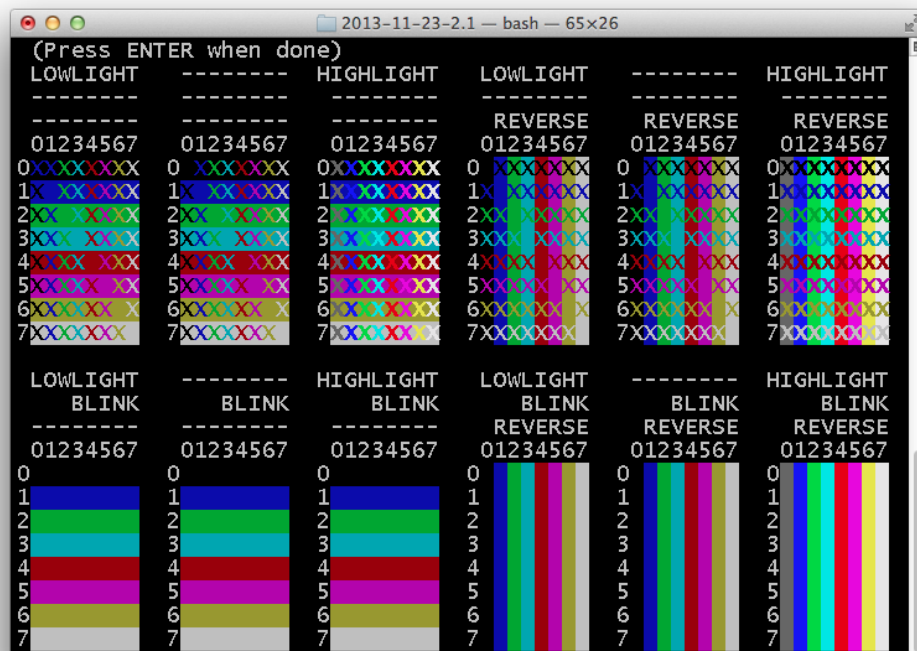 2013-11-23-2.1 — bash — 65×26
(Press ENTER when done)
LOWLIGHT -------- HIGHLIGHT LOWLIGHT -------- HIGHLIGHT
-------- -------- -------- -------- -------- --------
-------- -------- -------- REVERSE REVERSE REVERSE
01234567 01234567 01234567 01234567 01234567 01234567
0 XXXXXXX 0 XXXXXXX 0XXXXXXXX 0 XXXXXXX 0 XXXXXXX 0XXXXXXXX
1X XXXXXX 1X XXXXXX 1XXXXXXXX 1X XXXXXX 1X XXXXXX 1XXXXXXXX
2XX XXXXX 2XX XXXXX 2XXXXXXXX 2XX XXXXX 2XX XXXXX 2XXXXXXXX
3XXX XXXX 3XXX XXXX 3XXXXXXXX 3XXX XXXX 3XXX XXXX 3XXXXXXXX
4XXXX XXX 4XXXX XXX 4XXXXXXXX 4XXXX XXX 4XXXX XXX 4XXXXXXXX
5XXXXX XX 5XXXXX XX 5XXXXXXXX 5XXXXX XX 5XXXXX XX 5XXXXXXXX
6XXXXXX X 6XXXXXX X 6XXXXXXXX 6XXXXXX X 6XXXXXX X 6XXXXXXXX
7XXXXXXX 7XXXXXXX 7XXXXXXXX 7XXXXXXX 7XXXXXXX 7XXXXXXXX
LOWLIGHT -------- HIGHLIGHT LOWLIGHT -------- HIGHLIGHT
BLINK BLINK BLINK BLINK BLINK BLINK
-------- -------- -------- REVERSE REVERSE REVERSE
01234567 01234567 01234567 01234567 01234567 01234567
0 0 0 0 0 0
1 1 1 1 1 1
2 2 2 2 2 2
3 3 3 3 3 3
4 4 4 4 4 4
5 5 5 5 5 5
6 6 6 6 6 6
7 7 7 7 7 7